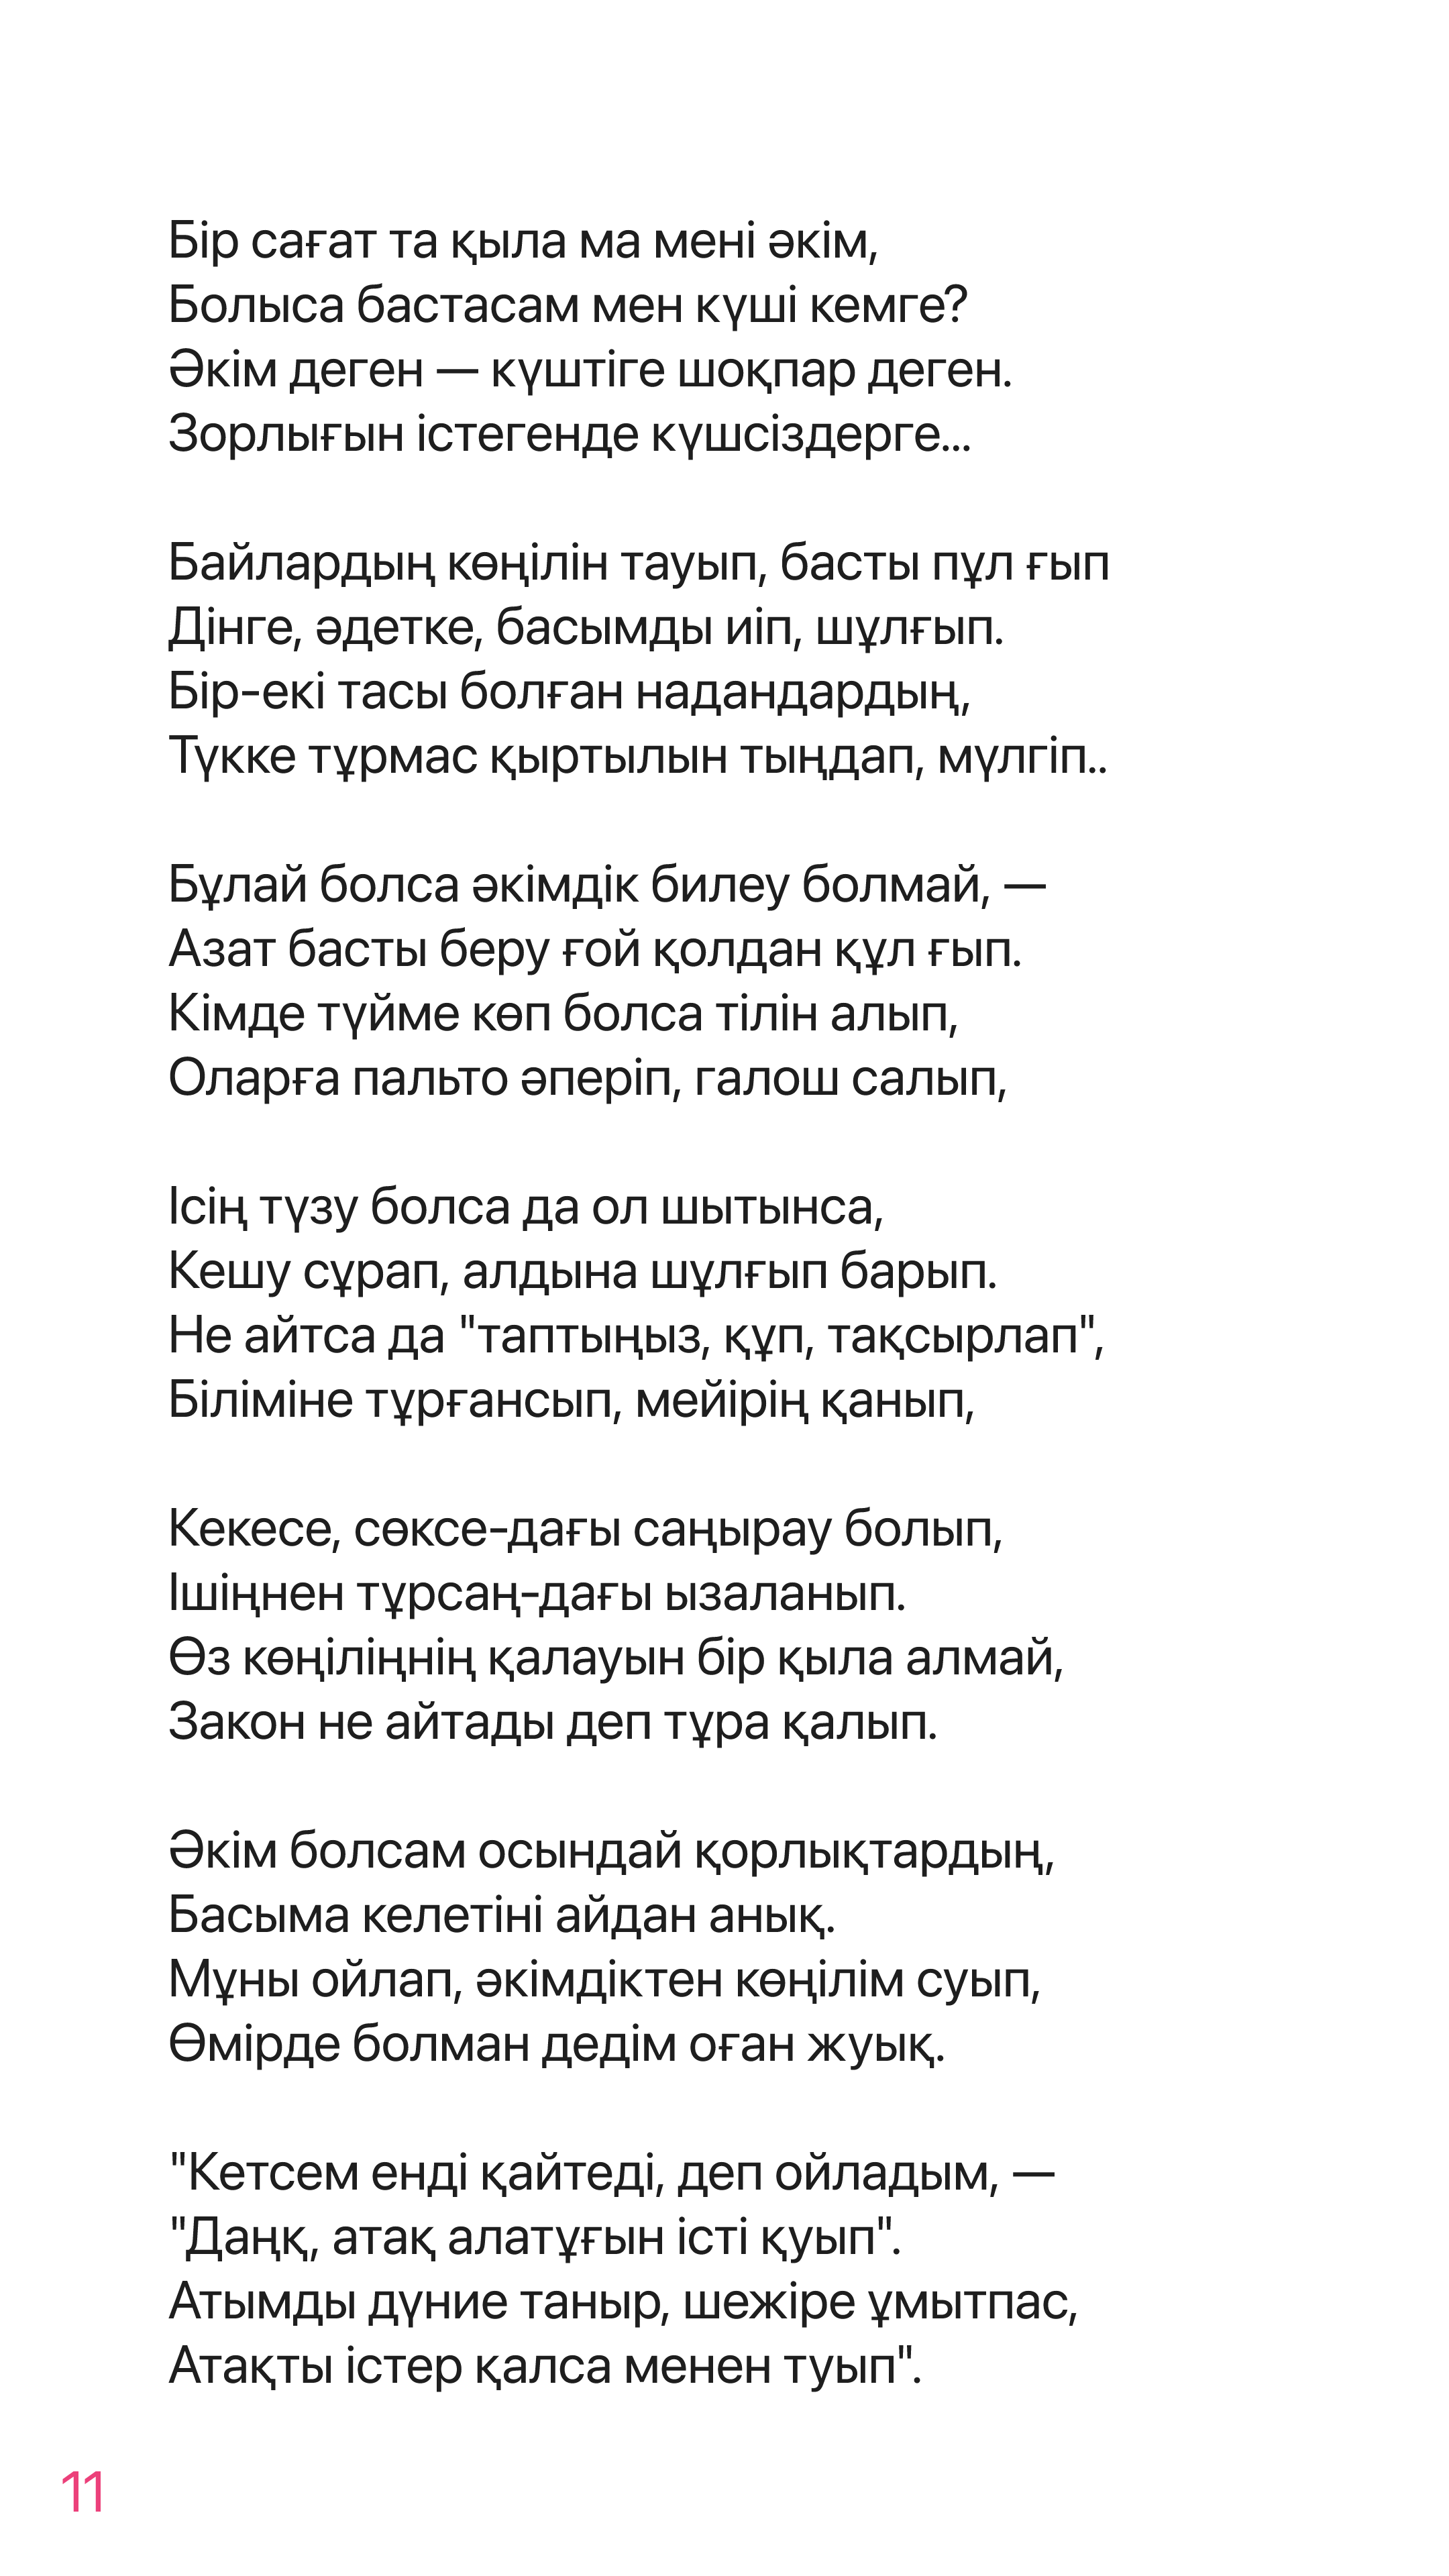 Бір сағат та қыла ма мені әкім,
Болыса бастасам мен күші кемге?
Әкім деген — күштіге шоқпар деген.
Зорлығын істегенде күшсіздерге...
Байлардың көңілін тауып, басты пұл ғып
Дінге, әдетке, басымды иіп, шұлғып.
Бір-екі тасы болған надандардың,
Түкке тұрмас қыртылын тыңдап, мүлгіп..
Бұлай болса әкімдік билеу болмай, —
Азат басты беру ғой қолдан құл ғып.
Кімде түйме көп болса тілін алып,
Оларға пальто әперіп, галош салып,
Ісің түзу болса да ол шытынса,
Кешу сұрап, алдына шұлғып барып.
Не айтса да "таптыңыз, құп, тақсырлап",
Біліміне тұрғансып, мейірің қанып,
Кекесе, сөксе-дағы саңырау болып,
Ішіңнен тұрсаң-дағы ызаланып.
Өз көңіліңнің қалауын бір қыла алмай,
Закон не айтады деп тұра қалып.
Әкім болсам осындай қорлықтардың,
Басыма келетіні айдан анық.
Мұны ойлап, әкімдіктен көңілім суып,
Өмірде болман дедім оған жуық.
"Кетсем енді қайтеді, деп ойладым, —
"Даңқ, атақ алатұғын істі қуып".
Атымды дүние таныр, шежіре ұмытпас,
Атақты істер қалса менен туып".
11